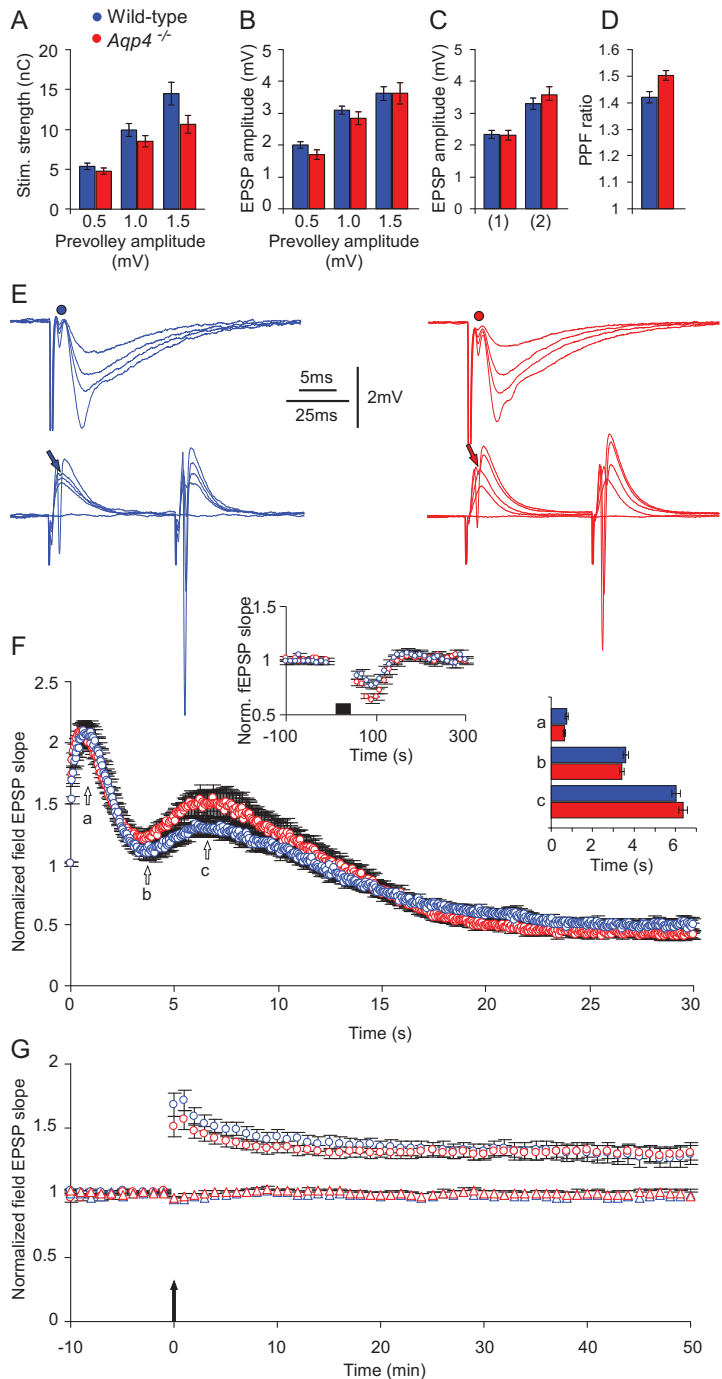 A
Wild-type
Aqp4 -/-
B
C
D
Stim. strength (nC)
20
15
10
5
0
0.5 1.0 1.5
Prevolley amplitude
(mV)
EPSP amplitude (mV)
5
4
3
2
1
0
0.5 1.0 1.5
Prevolley amplitude
(mV)
EPSP amplitude (mV)
5
4
3
2
1
0
(1) (2)
PPF ratio
1.6
1.5
1.4
1.3
1.2
1.1
1
E
5ms
25ms
2mV
F
Normalized field EPSP slope
2.5
2
1.5
1
0.5
0
a
b
c
0 5 10 15 20 25 30
Time (s)
Norm. fEPSP slope
1.5
1
0.5
-100 100 300
Time (s)
a
b
c
0 2 4 6
Time (s)
G
Normalized field EPSP slope
2
1.5
1
0.5
0
-10 0 10 20 30 40 50
Time (min)